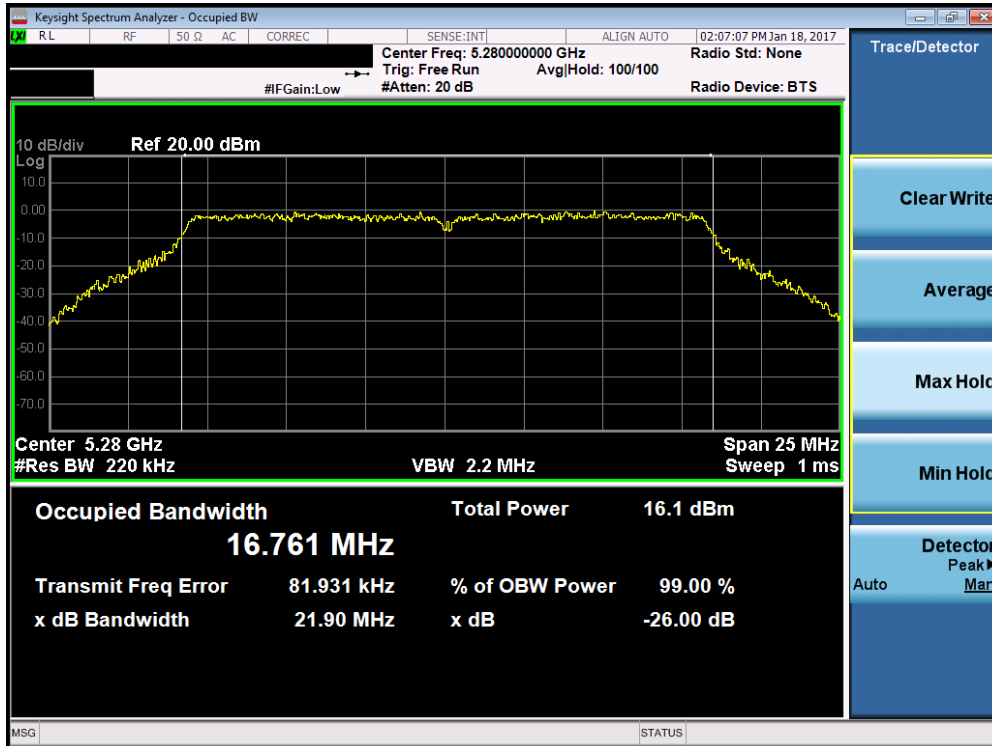 Keysight Spectrum Analyzer - Occupied BW
LXI RL RF 50 Ω AC CORREC SENSE:INT ALIGN AUTO 02:07:07 PM Jan 18, 2017
Center Freq: 5.280000000 GHz Radio Std: None
Trig: Free Run Avg|Hold: 100/100
#IFGain:Low #Atten: 20 dB Radio Device: BTS
Trace/Detector
10 dB/div Ref 20.00 dBm
Log
10.0
0.00
-10.0
-20.0
-30.0
-40.0
-50.0
-60.0
-70.0
Center 5.28 GHz Span 25 MHz
#Res BW 220 kHz VBW 2.2 MHz Sweep 1 ms
Occupied Bandwidth Total Power 16.1 dBm
16.761 MHz
Transmit Freq Error 81.931 kHz % of OBW Power 99.00 %
x dB Bandwidth 21.90 MHz x dB -26.00 dB
Clear Write
Average
Max Hold
Min Hold
Detector
Peak
Auto Man
MSG STATUS